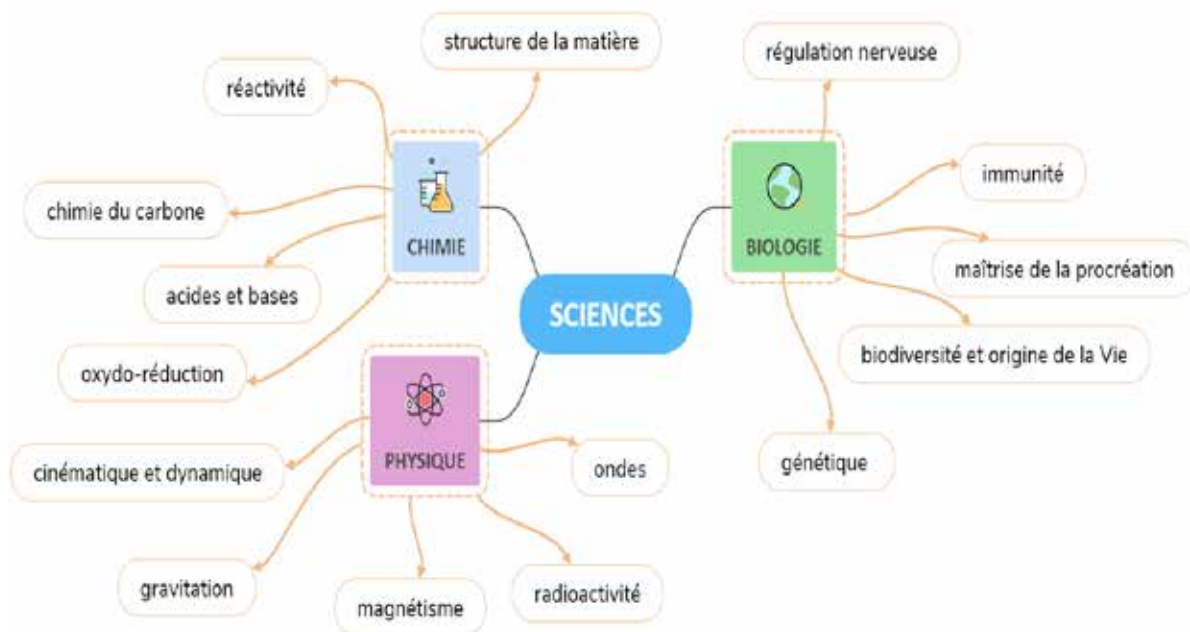 SCIENCES
CHIMIE
structure de la matière
réactivité
chimie du carbone
acides et bases
oxydo-réduction
PHYSIQUE
cinématique et dynamique
gravitation
magnétisme
radioactivité
ondes
BIOLOGIE
régulation nerveuse
immunité
maîtrise de la procréation
biodiversité et origine de la Vie
génétique